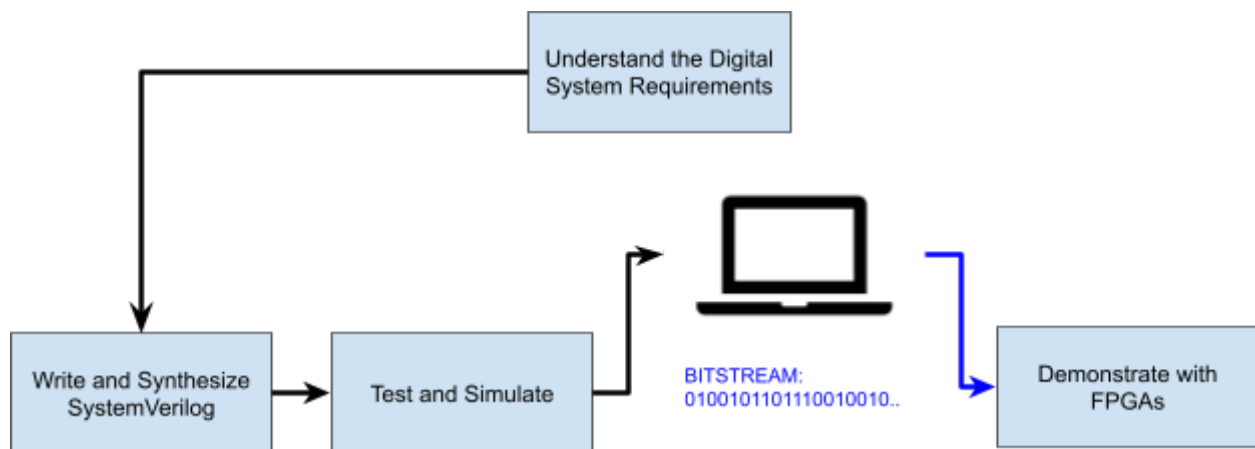 Understand the Digital
System Requirements
Write and Synthesize
SystemVerilog
Test and Simulate
BITSTREAM:
0100101101110010010..
Demonstrate with
FPGAs